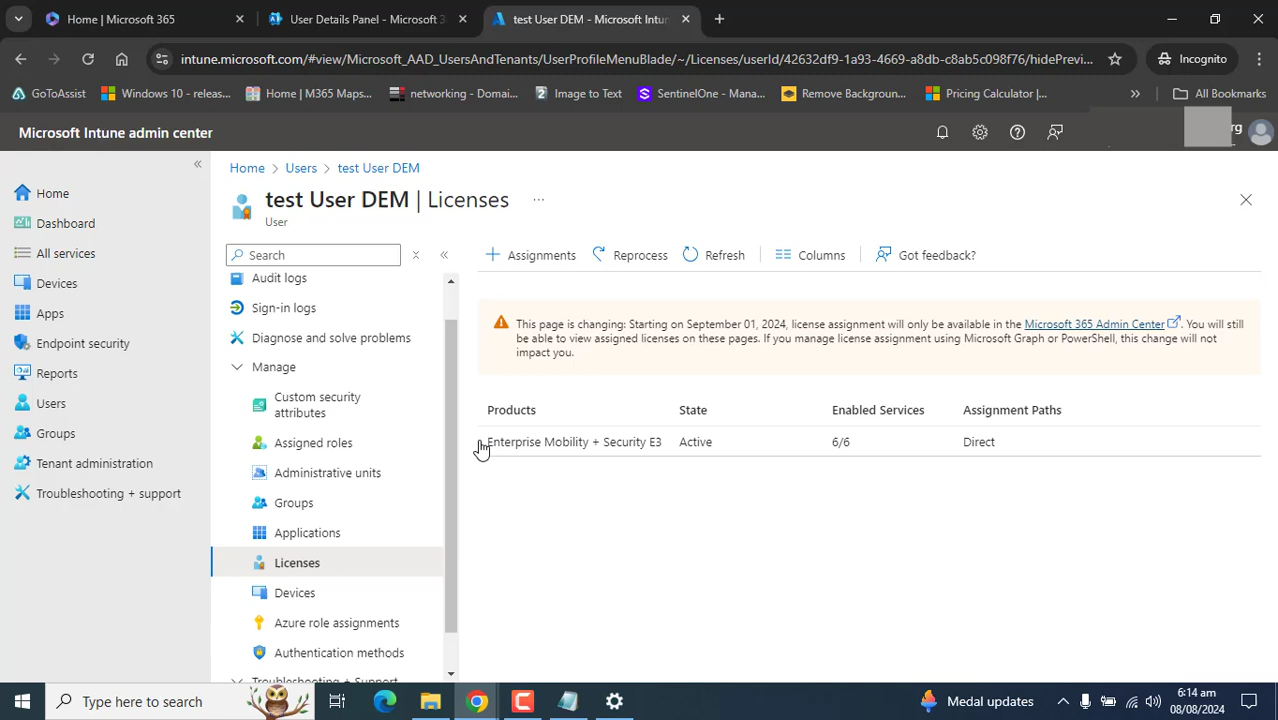 Home | Microsoft 365
User Details Panel - Microsoft 3
test User DEM - Microsoft Intun
intune.microsoft.com/#view/Microsoft_AAD_UsersAndTenants/UserProfileMenuBlade/~/Licenses/userId/42632df9-1a93-4669-a8db-c8ab5c098f76/hidePrevi...
Incognito
GoToAssist
Windows 10 - releas...
Home | M365 Maps...
networking - Domai...
Image to Text
SentinelOne - Mana...
Remove Backgroun...
Pricing Calculator |...
All Bookmarks
Microsoft Intune admin center
rg
Home
Dashboard
All services
Devices
Apps
Endpoint security
Reports
Users
Groups
Tenant administration
Troubleshooting + support
Home > Users > test User DEM
test User DEM | Licenses
User
Search
Audit logs
Sign-in logs
Diagnose and solve problems
Manage
Custom security
attributes
Assigned roles
Administrative units
Groups
Applications
Licenses
Devices
Azure role assignments
Authentication methods
Troubleshooting + Support
Assignments
Reprocess
Refresh
Columns
Got feedback?
This page is changing: Starting on September 01, 2024, license assignment will only be available in the Microsoft 365 Admin Center. You will still
be able to view assigned licenses on these pages. If you manage license assignment using Microsoft Graph or PowerShell, this change will not
impact you.
Products State Enabled Services Assignment Paths
Enterprise Mobility + Security E3 Active 6/6 Direct
Type here to search
Medal updates
6:14 am
08/08/2024